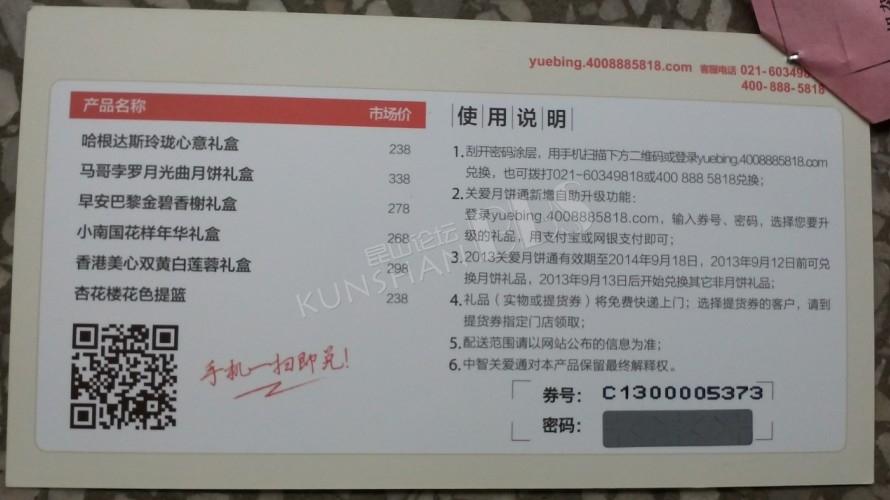 yuebing.4008885818.com 客服电话 021-60349818
400-888-5818
产品名称 市场价
哈根达斯玲珑心意礼盒 238
马哥孛罗月光曲月饼礼盒 338
早安巴黎金碧香榭礼盒 278
小南国花样年华礼盒 268
香港美心双黄白莲蓉礼盒 298
杏花楼花色提篮 238
手机一扫即兑!
使用说明
1.刮开密码涂层，用手机扫描下方二维码或登录yuebing.4008885818.com
兑换，也可拨打021-60349818或400 888 5818兑换；
2.关爱月饼通新增自助升级功能：
登录yuebing.4008885818.com，输入券号、密码，选择您要升
级的礼品，用支付宝或网银支付即可；
3.2013关爱月饼通有效期至2014年9月18日，2013年9月12日前可兑
换月饼礼品，2013年9月13日后开始兑换其它非月饼礼品；
4.礼品（实物或提货券）将免费快递上门；选择提货券的客户，请到
提货券指定门店领取；
5.配送范围请以网站公布的信息为准；
6.中智关爱通对本产品保留最终解释权。
券号：C1300005373
密码：
昆山论坛
KUNSHAN BBS